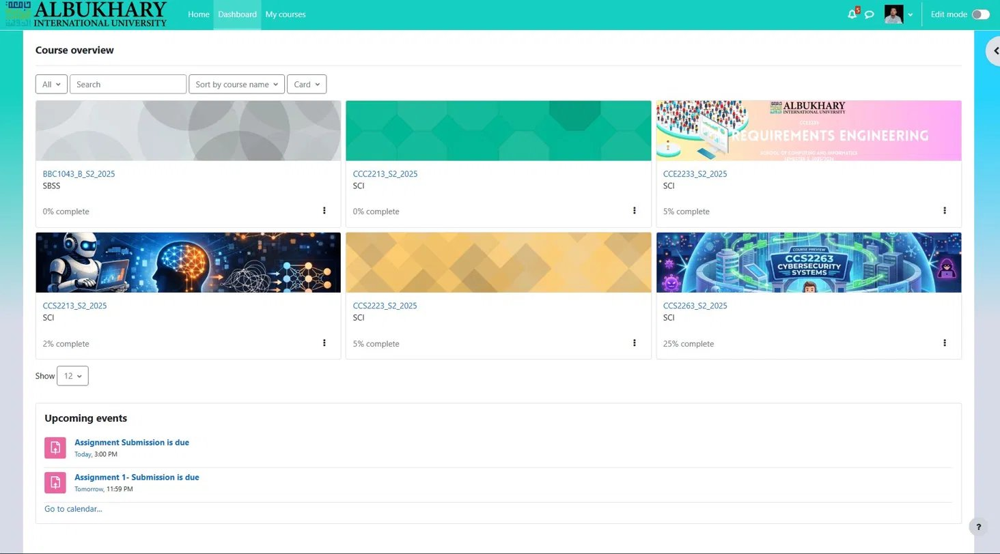 ALBUKHARY
INTERNATIONAL UNIVERSITY
Home
Dashboard
My courses
5
Edit mode
Course overview
All
Search
Sort by course name
Card
ALBUKHARY
INTERNATIONAL UNIVERSITY
REQUIREMENTS ENGINEERING
SCHOOL OF COMPUTING AND INFORMATICS
BBC1043_B_S2_2025
SBSS
0% complete
CCC2213_S2_2025
SCI
0% complete
CCE2233_S2_2025
SCI
5% complete
COURSE PREVIEW
CCS2263
CYBERSECURITY
SYSTEMS
CCS2213_S2_2025
SCI
2% complete
CCS2223_S2_2025
SCI
5% complete
CCS2263_S2_2025
SCI
25% complete
Show 12
Upcoming events
Assignment Submission is due
Today, 3:00 PM
Assignment 1- Submission is due
Tomorrow, 11:59 PM
Go to calendar...
?